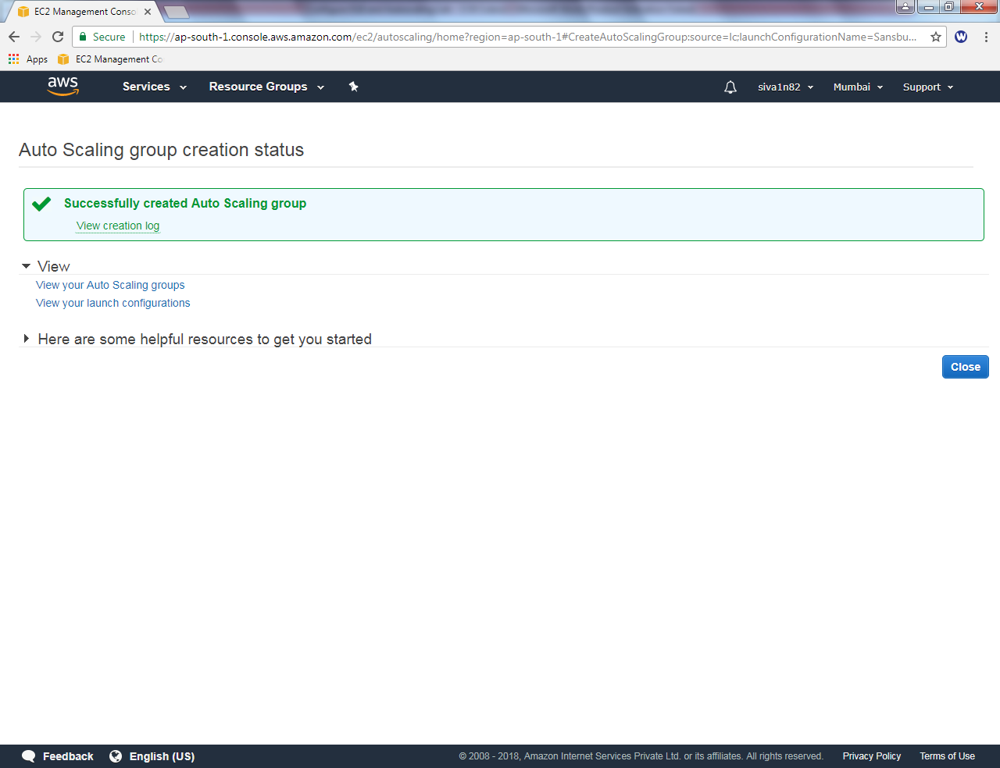 EC2 Management Conso
Secure
https://ap-south-1.console.aws.amazon.com/ec2/autoscaling/home?region=ap-south-1#CreateAutoScalingGroup:source=lc;launchConfigurationName=Sansbu...
W
Apps
EC2 Management Co
aws
Services
Resource Groups
siva1n82
Mumbai
Support
Auto Scaling group creation status
Successfully created Auto Scaling group
View creation log
View
View your Auto Scaling groups
View your launch configurations
Here are some helpful resources to get you started
Close
Feedback
English (US)
© 2008 - 2018, Amazon Internet Services Private Ltd. or its affiliates. All rights reserved.
Privacy Policy
Terms of Use